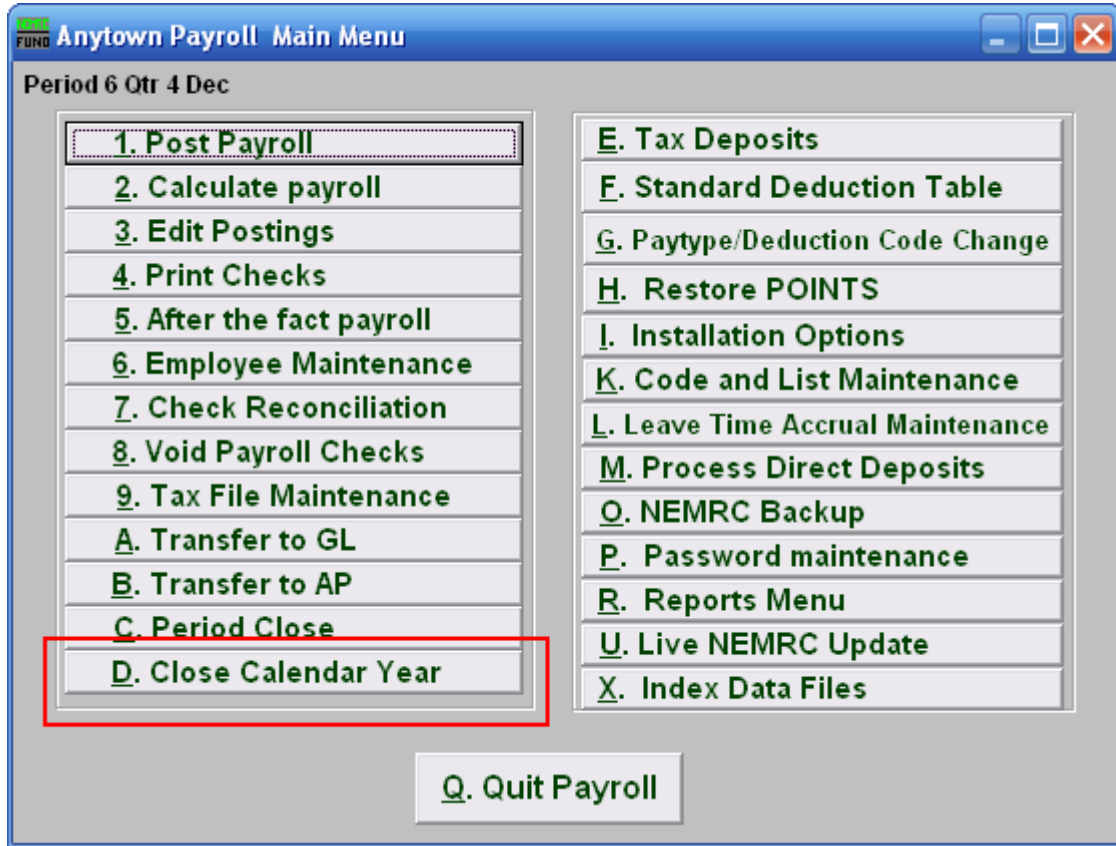 NEMRC
FUND Anytown Payroll Main Menu
Period 6 Qtr 4 Dec
1. Post Payroll
2. Calculate payroll
3. Edit Postings
4. Print Checks
5. After the fact payroll
6. Employee Maintenance
7. Check Reconciliation
8. Void Payroll Checks
9. Tax File Maintenance
A. Transfer to GL
B. Transfer to AP
C. Period Close
D. Close Calendar Year
E. Tax Deposits
F. Standard Deduction Table
G. Paytype/Deduction Code Change
H. Restore POINTS
I. Installation Options
K. Code and List Maintenance
L. Leave Time Accrual Maintenance
M. Process Direct Deposits
O. NEMRC Backup
P. Password maintenance
R. Reports Menu
U. Live NEMRC Update
X. Index Data Files
Q. Quit Payroll